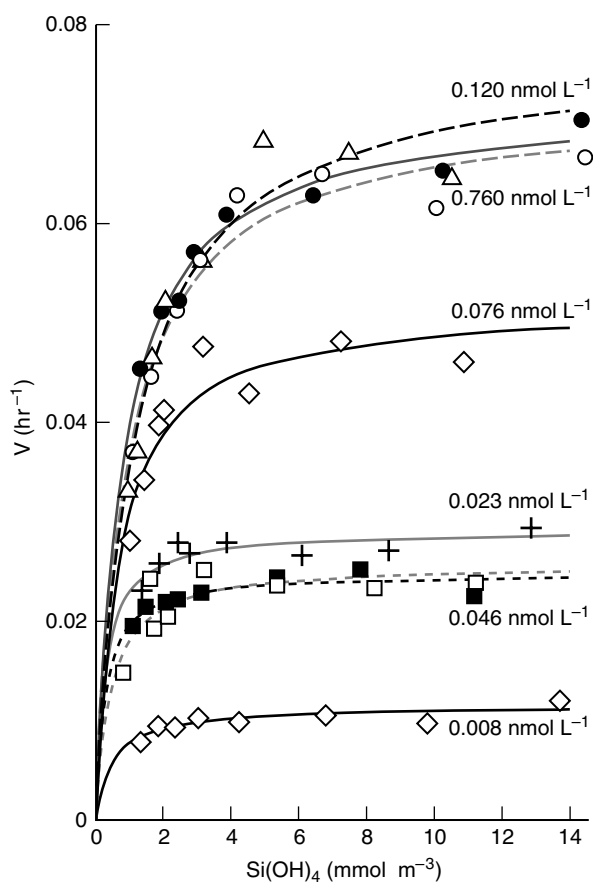 0.08
0.120 nmol L⁻¹
0.760 nmol L⁻¹
0.06
0.076 nmol L⁻¹
V (hr⁻¹)
0.04
0.023 nmol L⁻¹
0.02
0.046 nmol L⁻¹
0.008 nmol L⁻¹
0
0 2 4 6 8 10 12 14
Si(OH)₄ (mmol m⁻³)